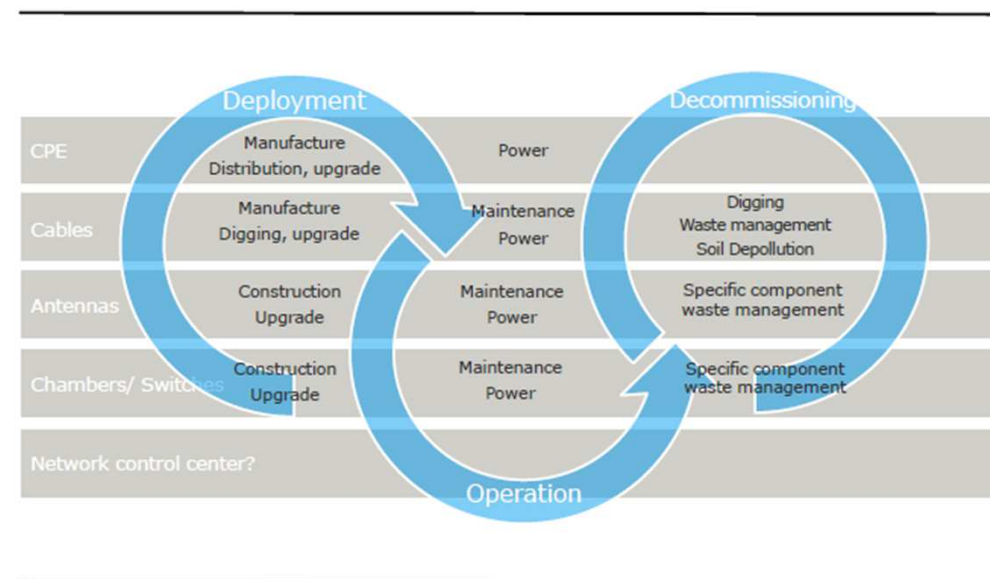 Deployment
Decommissioning
CPE
Manufacture
Distribution, upgrade
Power
Cables
Manufacture
Digging, upgrade
Maintenance
Power
Digging
Waste management
Soil Depollution
Antennas
Construction
Upgrade
Maintenance
Power
Specific component
waste management
Chambers/ Switches
Construction
Upgrade
Maintenance
Power
Specific component
waste management
Network control center?
Operation